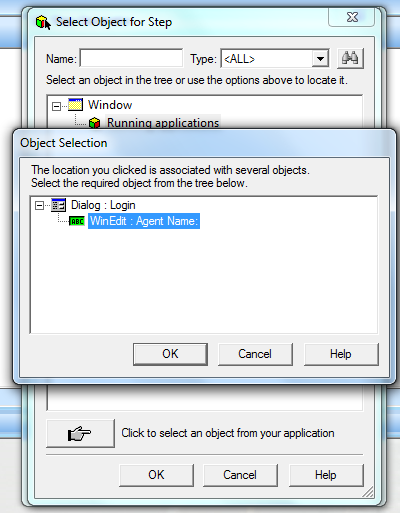 Select Object for Step
Name:
Type: <ALL>
Select an object in the tree or use the options above to locate it.
Window
Running applications
Object Selection
The location you clicked is associated with several objects.
Select the required object from the tree below.
Dialog : Login
ABC WinEdit : Agent Name:
OK Cancel Help
Click to select an object from your application
OK Cancel Help